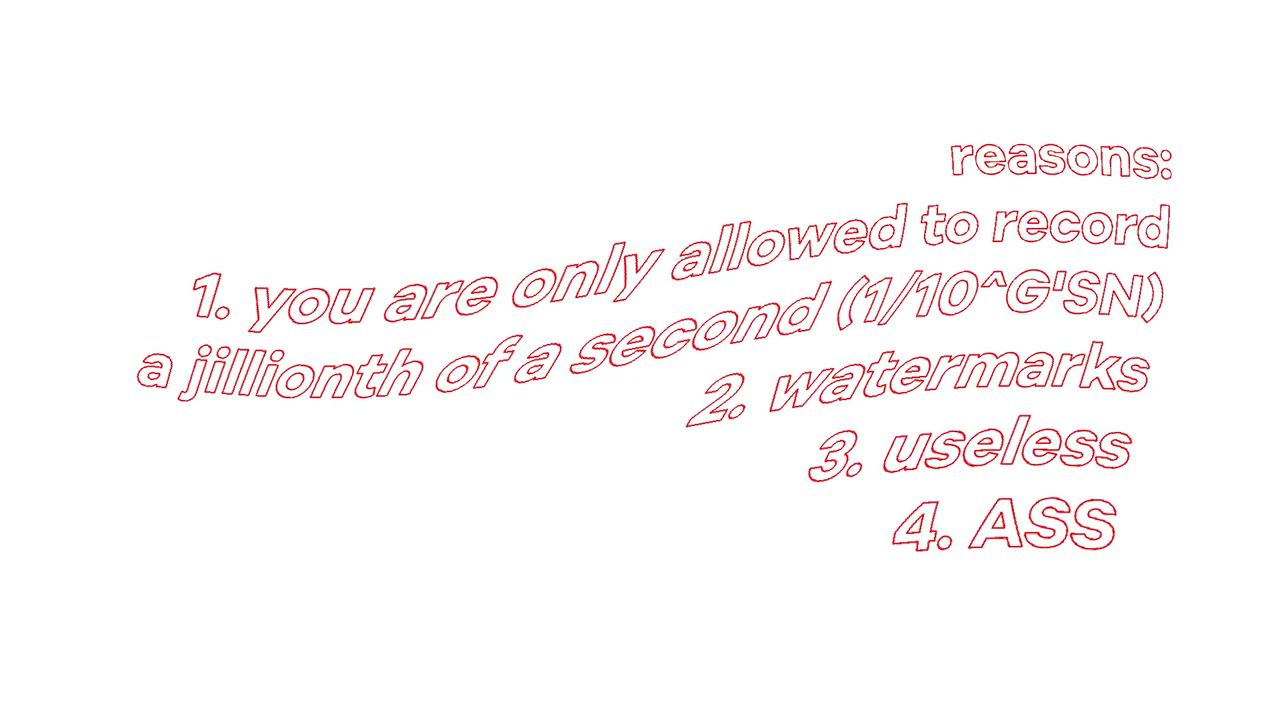 reasons:
1. you are only allowed to record
a jillionth of a second (1/10^G'SN)
2. watermarks
3. useless
4. ASS